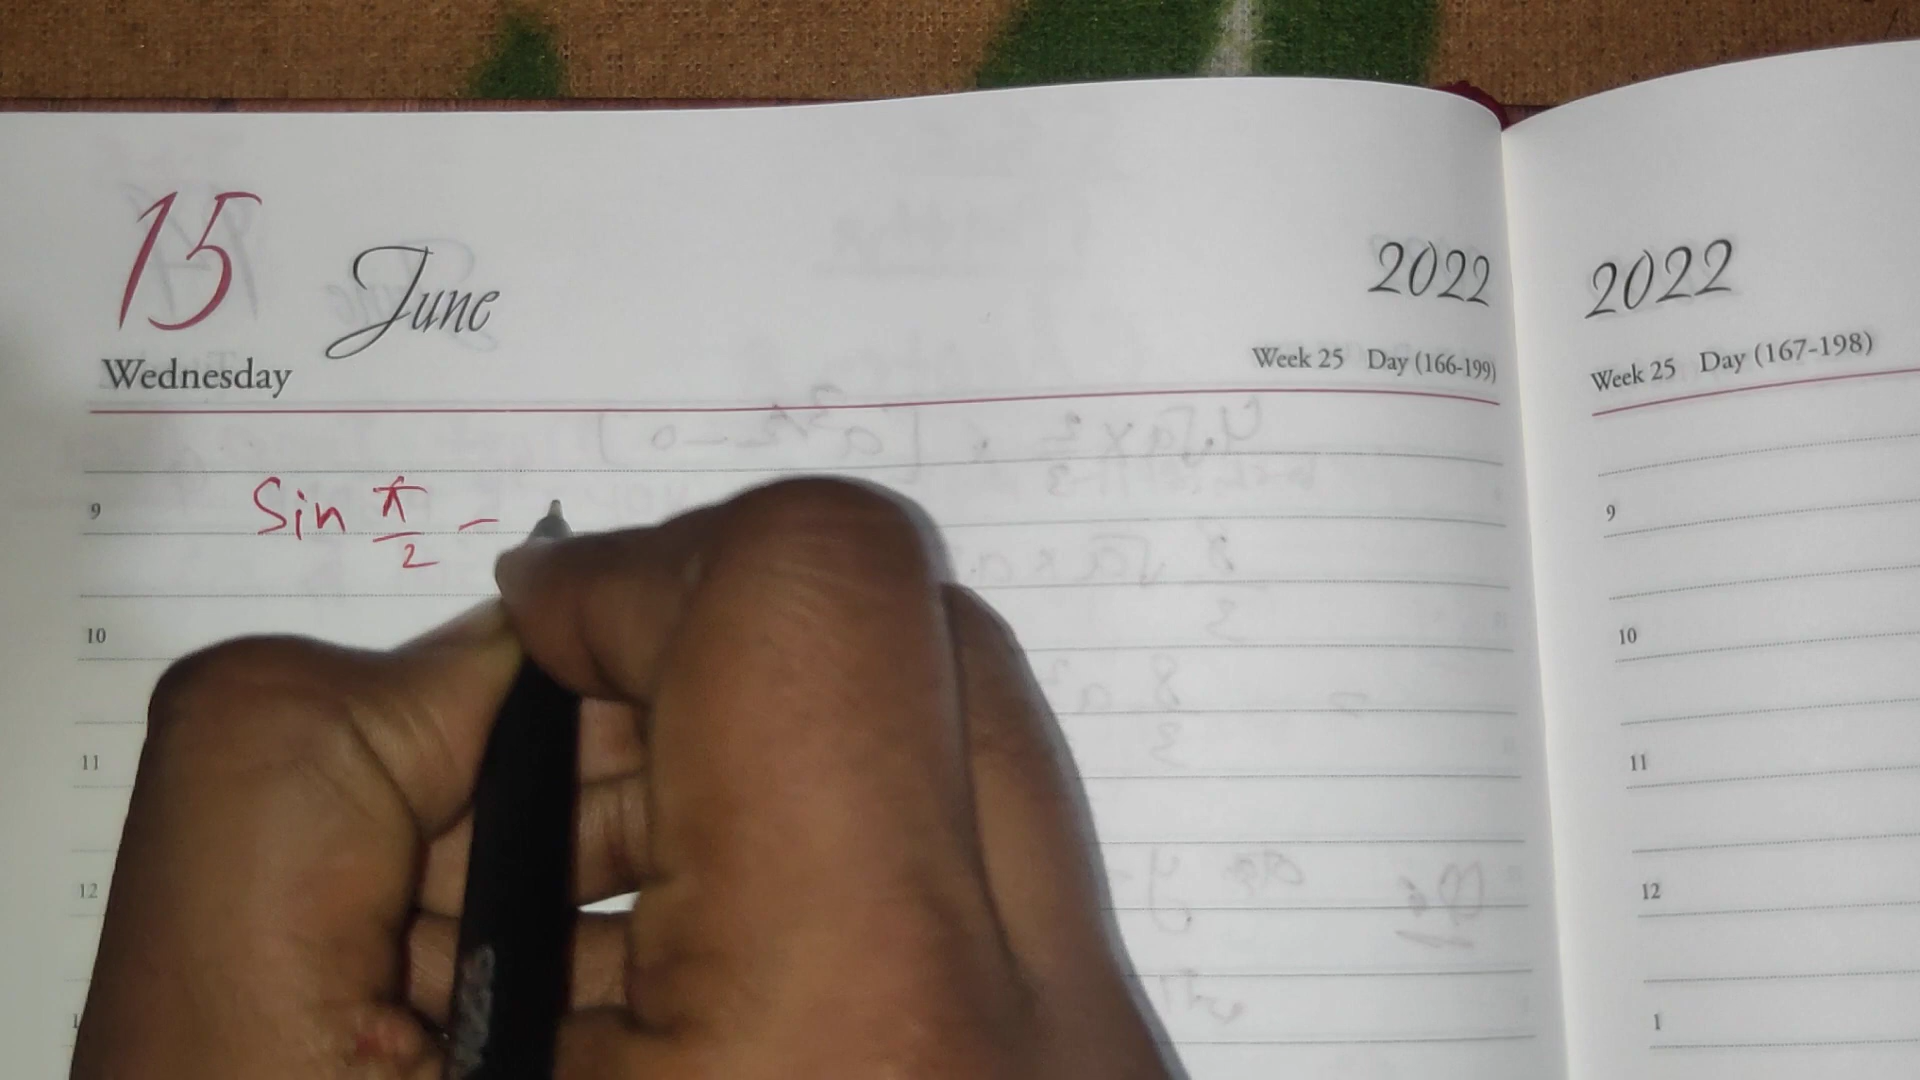 15 June
2022
Wednesday
Week 25 Day (166-199)
Sin π/2 -
9
10
11
12
2022
Week 25 Day (167-198)
9
10
11
12
1